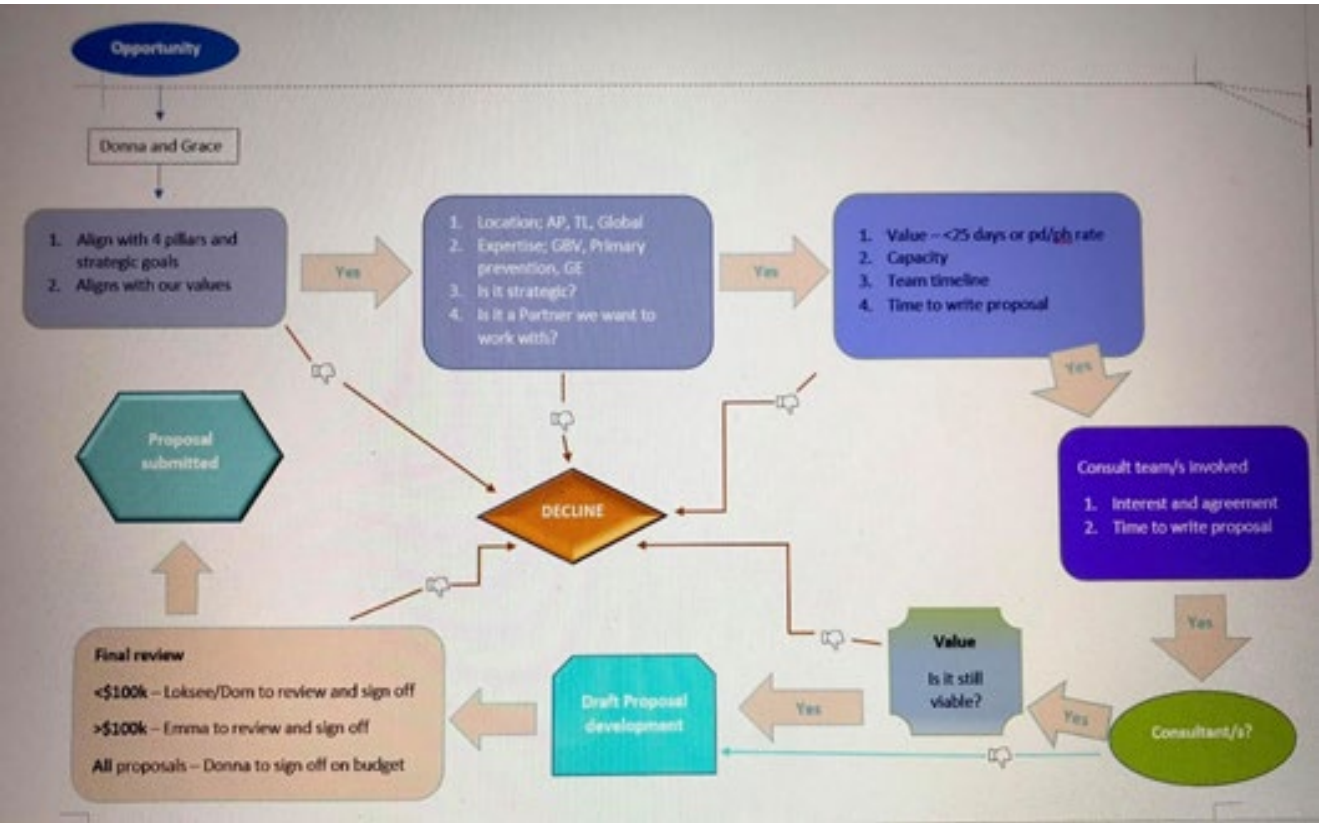 Opportunity
Donna and Grace
1. Align with 4 pillars and
strategic goals
2. Aligns with our values
Yes
1. Location; AP, TL, Global
2. Expertise; GBV, Primary
prevention, GE
3. Is it strategic?
4. Is it a Partner we want to
work with?
Yes
1. Value – <25 days or pd/ph rate
2. Capacity
3. Team timeline
4. Time to write proposal
Yes
Consult team/s involved
1. Interest and agreement
2. Time to write proposal
Yes
Consultant/s?
Yes
Value
Is it still
viable?
Yes
Draft Proposal
development
Final review
<$100k – Loksee/Dom to review and sign off
>$100k – Emma to review and sign off
All proposals – Donna to sign off on budget
Proposal
submitted
DECLINE